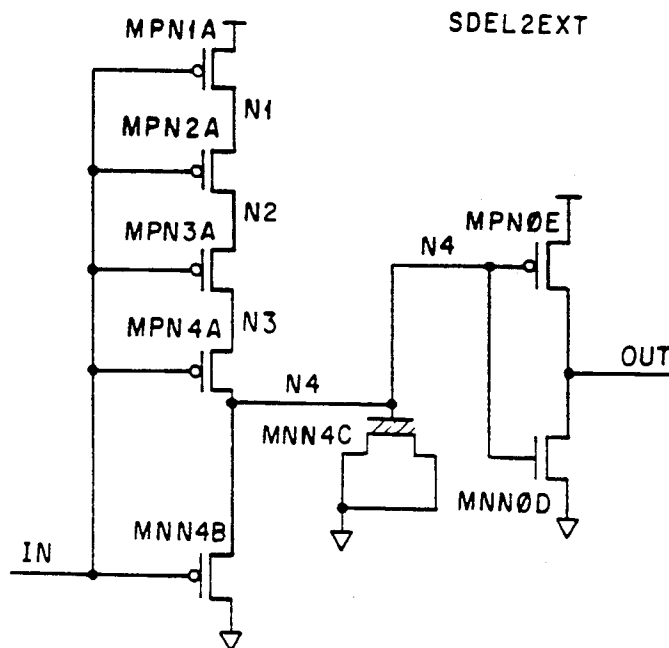 MPN1A
SDEL2EXT
N1
MPN2A
N2
MPN3A
N3
MPN4A
N4
MPNØE
N4
OUT
MNN4C
MNNØD
MNN4B
IN